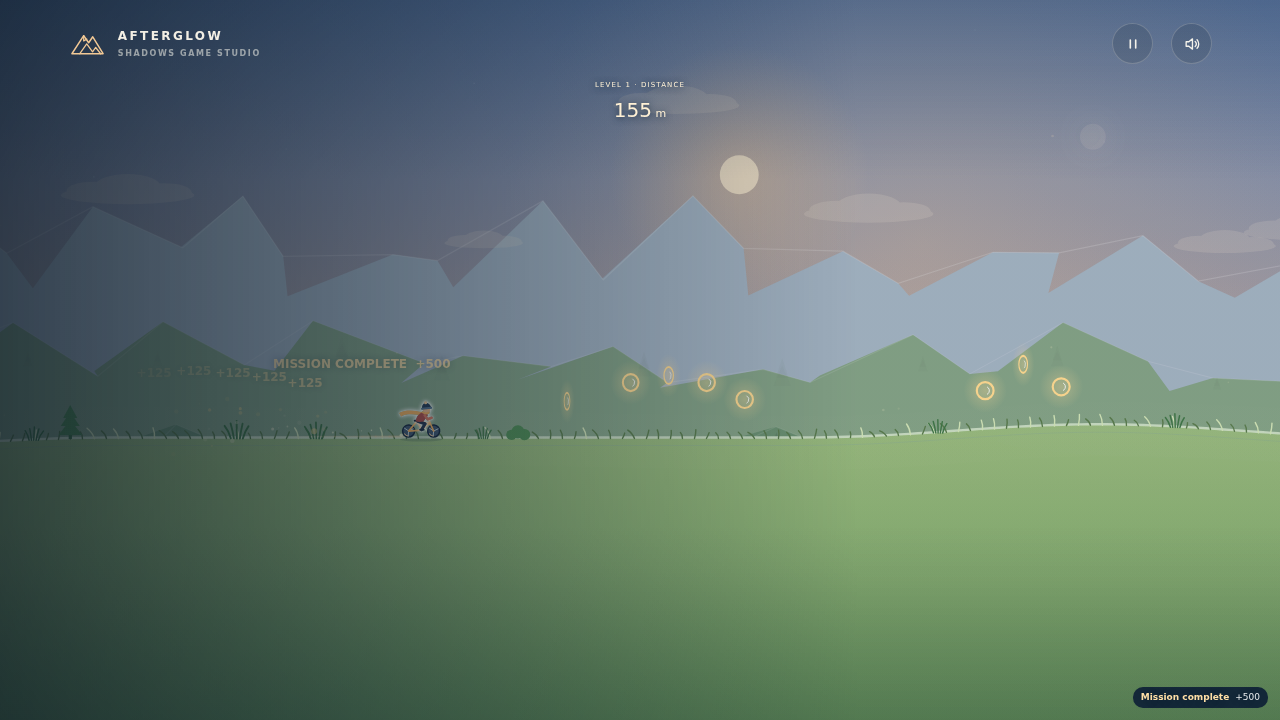 AFTERGLOW
SHADOWS GAME STUDIO
LEVEL 1 · DISTANCE
155 m
MISSION COMPLETE +500
+125 +125 +125 +125 +125
Mission complete +500